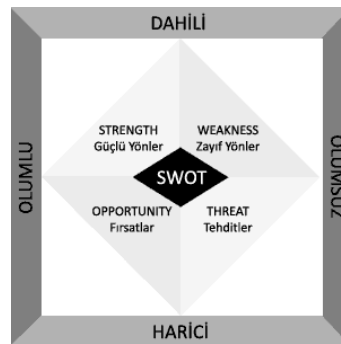 DAHİLİ
OLUMLU
STRENGTH
Güçlü Yönler
WEAKNESS
Zayıf Yönler
SWOT
OPPORTUNITY
Fırsatlar
THREAT
Tehditler
OLUMSUZ
HARİCİ